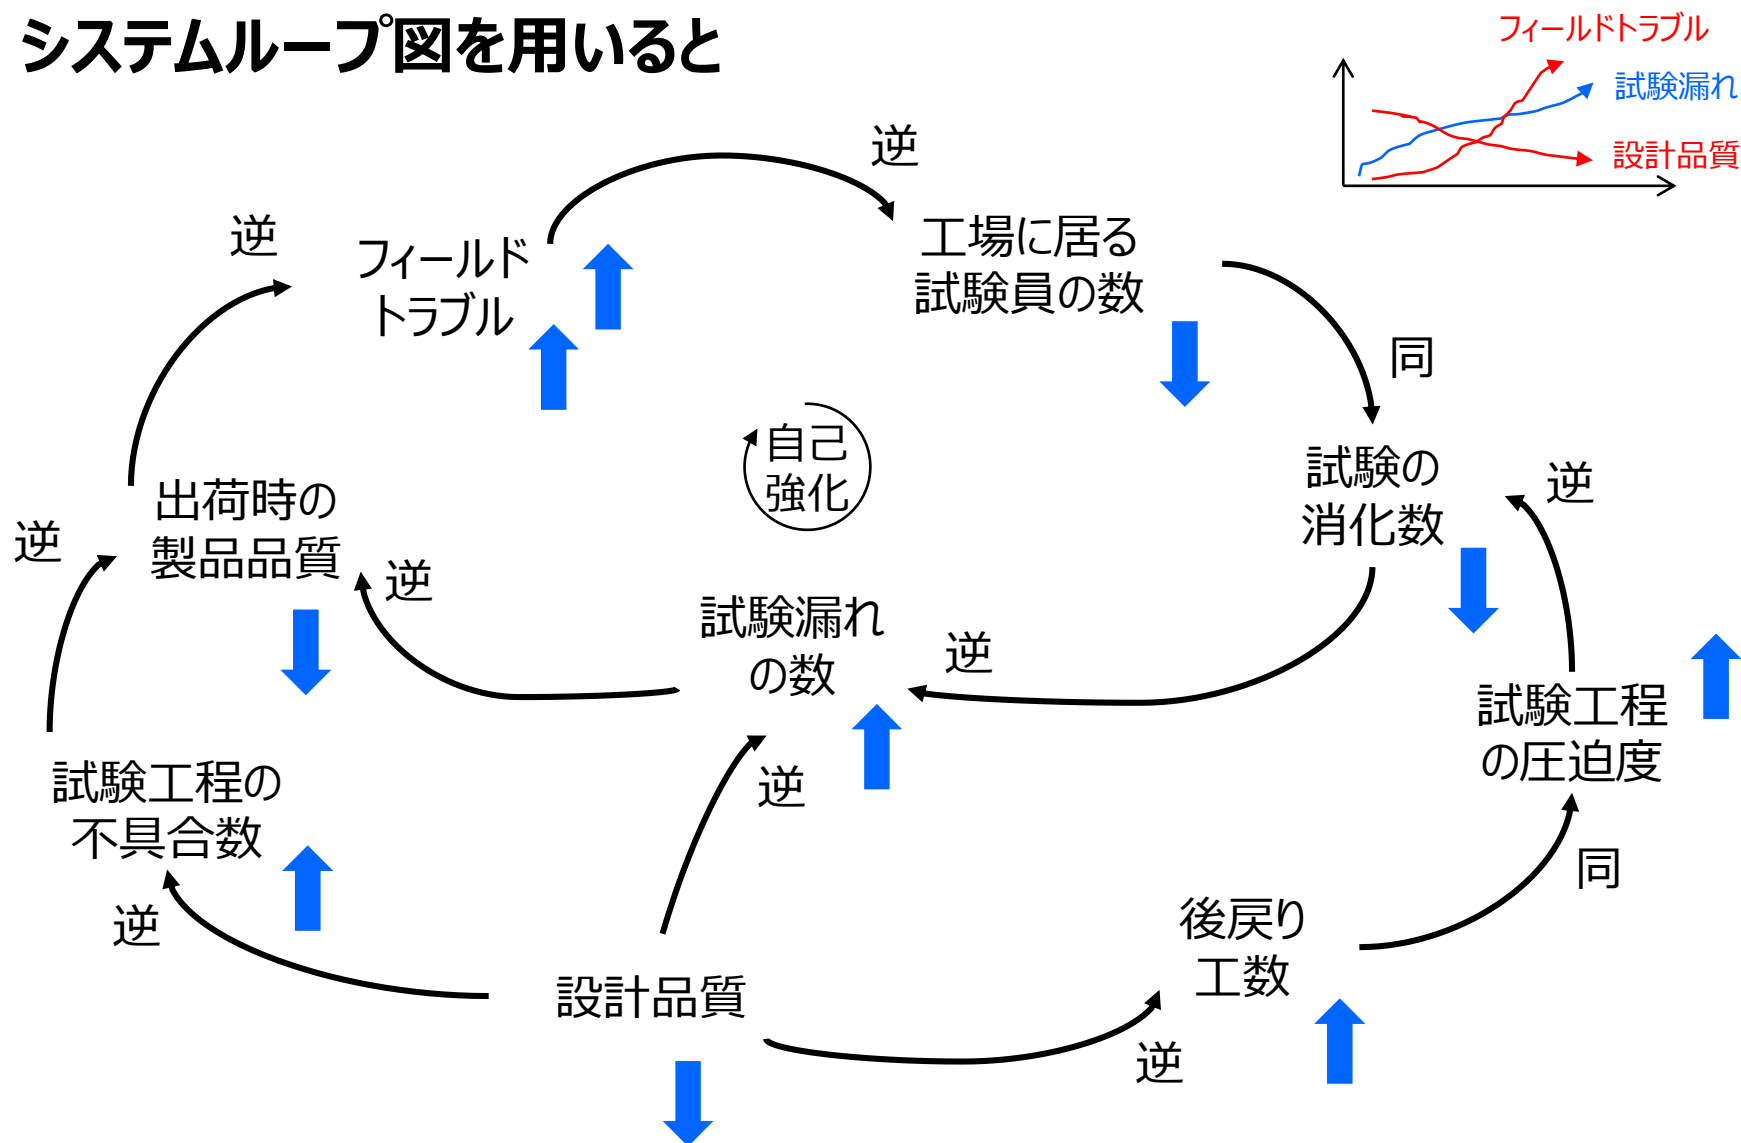 システムループ図を用いると
フィールドトラブル
試験漏れ
設計品質
逆
逆
フィールド
トラブル
工場に居る
試験員の数
同
自己
強化
試験の
消化数
逆
出荷時の
製品品質
逆
逆
試験漏れ
の数
逆
試験工程
の圧迫度
逆
試験工程の
不具合数
同
逆
後戻り
工数
設計品質
逆